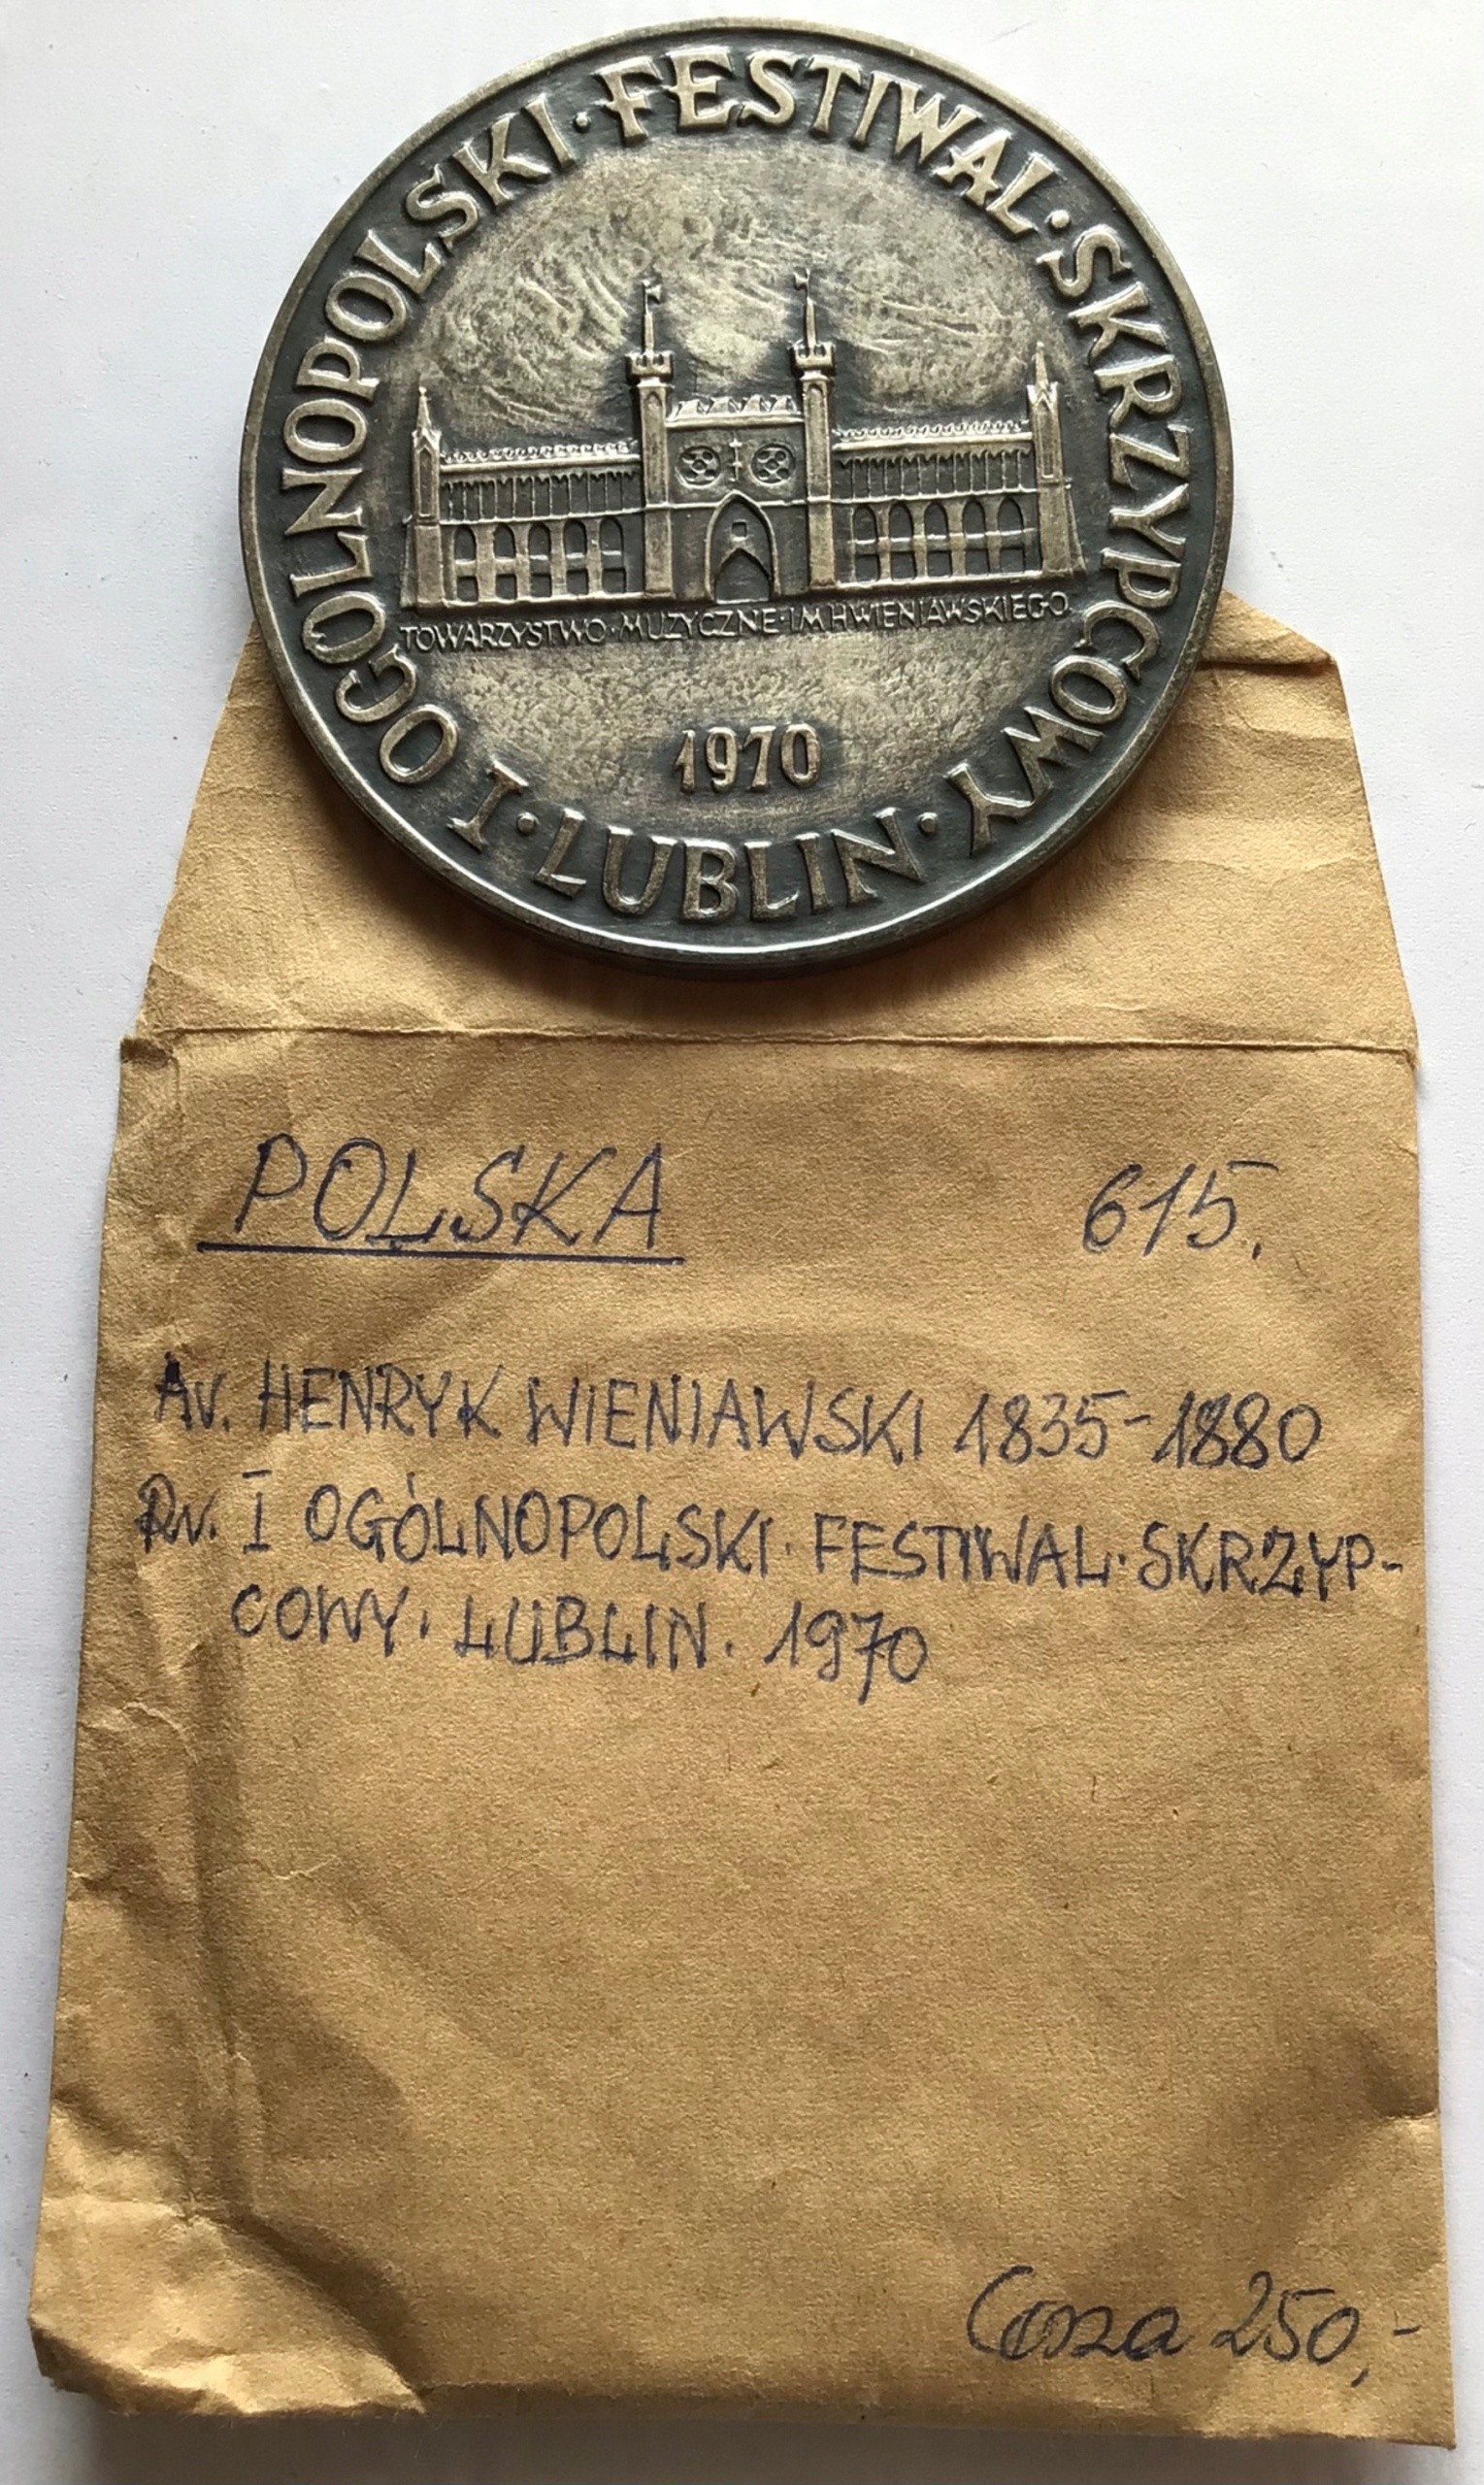 I OGÓLNOPOLSKI · FESTIWAL · SKRZYPCOWY · LUBLIN ·
TOWARZYSTWO · MUZYCZNE · IM H WIENIAWSKIEGO
1970
POLSKA 615.
Av. HENRYK WIENIAWSKI 1835-1880
Rv. I OGÓLNOPOLSKI · FESTIWAL · SKRZYP-
COWY. LUBLIN. 1970
Cena 250,-